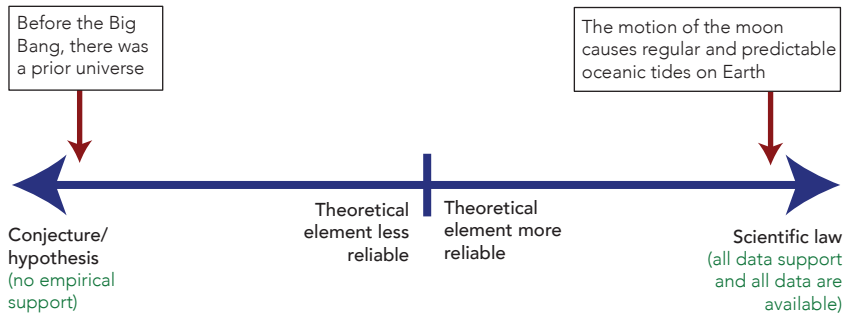 Before the Big
Bang, there was
a prior universe
The motion of the moon
causes regular and predictable
oceanic tides on Earth
Conjecture/
hypothesis
(no empirical
support)
Theoretical
element less
reliable
Theoretical
element more
reliable
Scientific law
(all data support
and all data are
available)